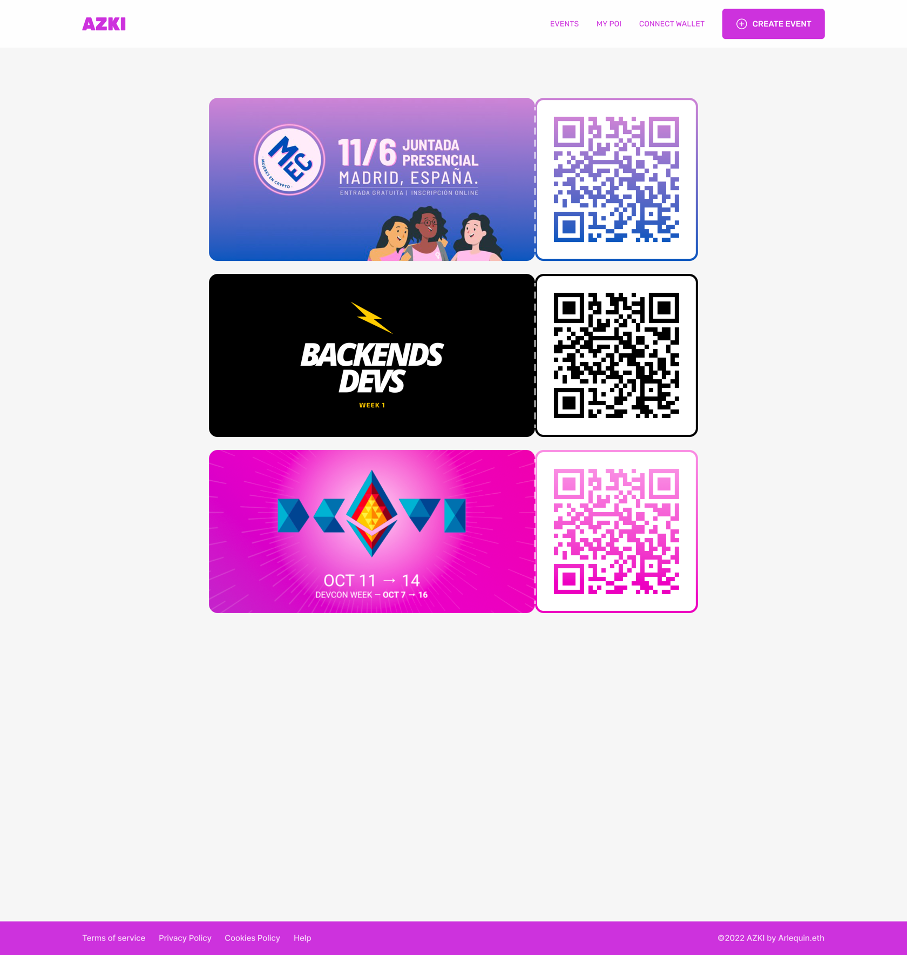 AZKI
EVENTS
MY POI
CONNECT WALLET
CREATE EVENT
MEC
MUJERES EN CRYPTO
11/6 JUNTADA
PRESENCIAL
MADRID, ESPAÑA.
ENTRADA GRATUITA | INSCRIPCIÓN ONLINE
BACKENDS
DEVS
WEEK 1
OCT 11 → 14
DEVCON WEEK — OCT 7 → 16
Terms of service
Privacy Policy
Cookies Policy
Help
©2022 AZKI by Arlequin.eth